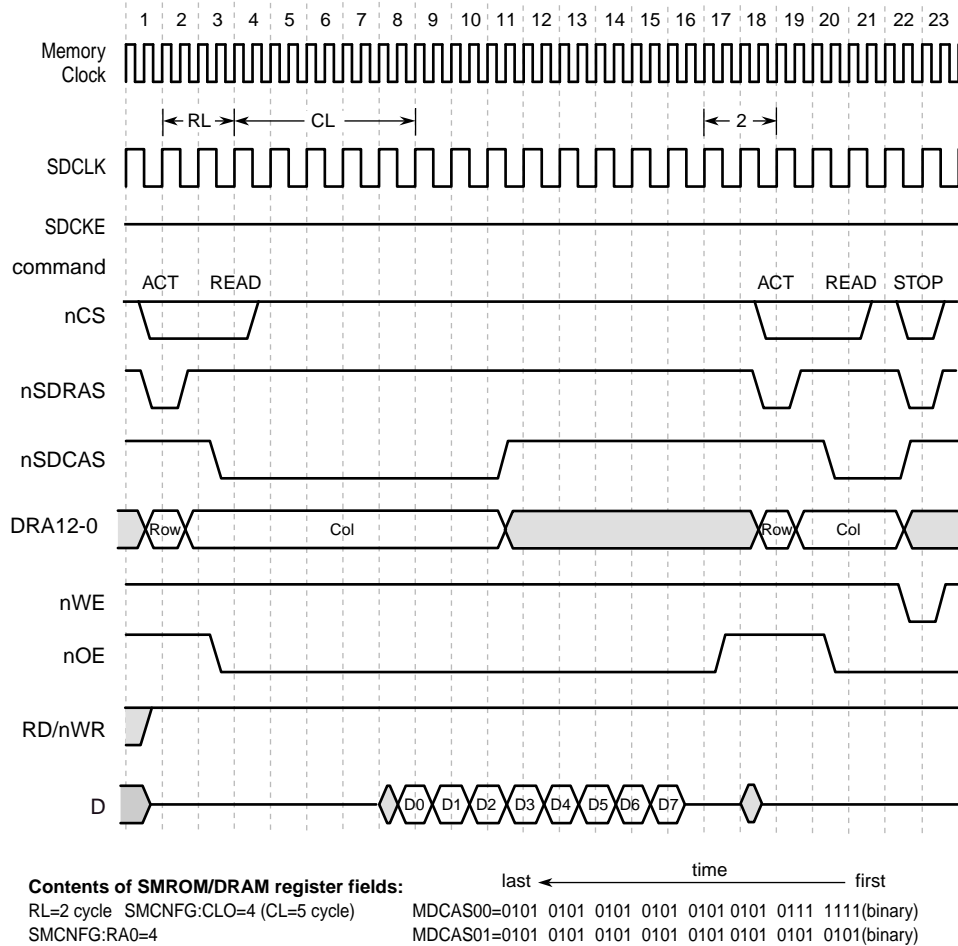 1 2 3 4 5 6 7 8 9 10 11 12 13 14 15 16 17 18 19 20 21 22 23
Memory
Clock
RL CL 2
SDCLK
SDCKE
command
ACT READ ACT READ STOP
nCS
nSDRAS
nSDCAS
DRA12-0 Row Col Row Col
nWE
nOE
RD/nWR
D D0 D1 D2 D3 D4 D5 D6 D7
Contents of SMROM/DRAM register fields: last time first
RL=2 cycle SMCNFG:CLO=4 (CL=5 cycle) MDCAS00=0101 0101 0101 0101 0101 0101 0111 1111(binary)
SMCNFG:RA0=4 MDCAS01=0101 0101 0101 0101 0101 0101 0101 0101(binary)